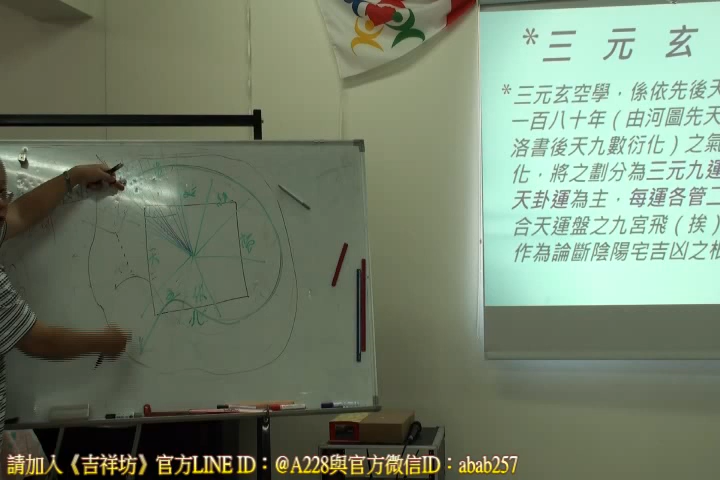 *三 元 玄
*三元玄空學，係依先後天
一百八十年（由河圖先天
洛書後天九數衍化）之氣
化，將之劃分為三元九運
天卦運為主，每運各管二
合天運盤之九宮飛（挨）
作為論斷陰陽宅吉凶之根
北
請加入《吉祥坊》官方LINE ID：@A228與官方微信ID：abab257